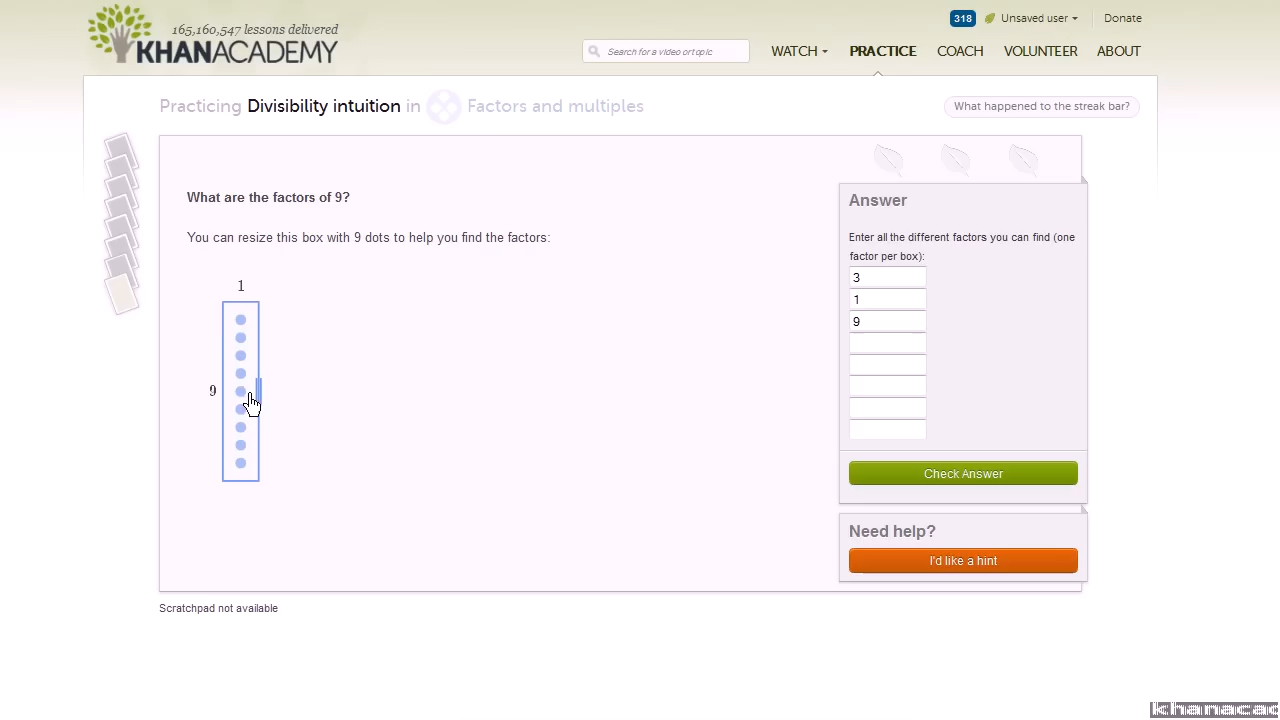 165,160,547 lessons delivered
KHANACADEMY
318
Unsaved user
Donate
Search for a video or topic
WATCH
PRACTICE
COACH
VOLUNTEER
ABOUT
Practicing Divisibility intuition in Factors and multiples
What happened to the streak bar?
What are the factors of 9?
You can resize this box with 9 dots to help you find the factors:
1
9
Answer
Enter all the different factors you can find (one
factor per box):
3
1
9
Check Answer
Need help?
I'd like a hint
Scratchpad not available